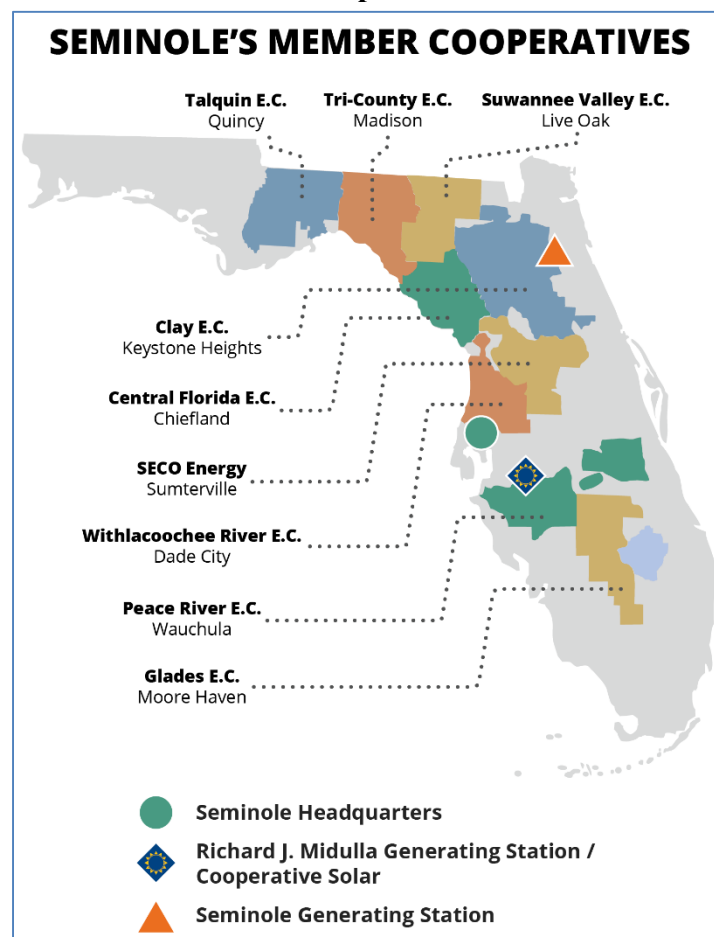 SEMINOLE'S MEMBER COOPERATIVES
Talquin E.C.
Quincy
Tri-County E.C.
Madison
Suwannee Valley E.C.
Live Oak
Clay E.C.
Keystone Heights
Central Florida E.C.
Chiefland
SECO Energy
Sumterville
Withlacoochee River E.C.
Dade City
Peace River E.C.
Wauchula
Glades E.C.
Moore Haven
Seminole Headquarters
Richard J. Midulla Generating Station /
Cooperative Solar
Seminole Generating Station